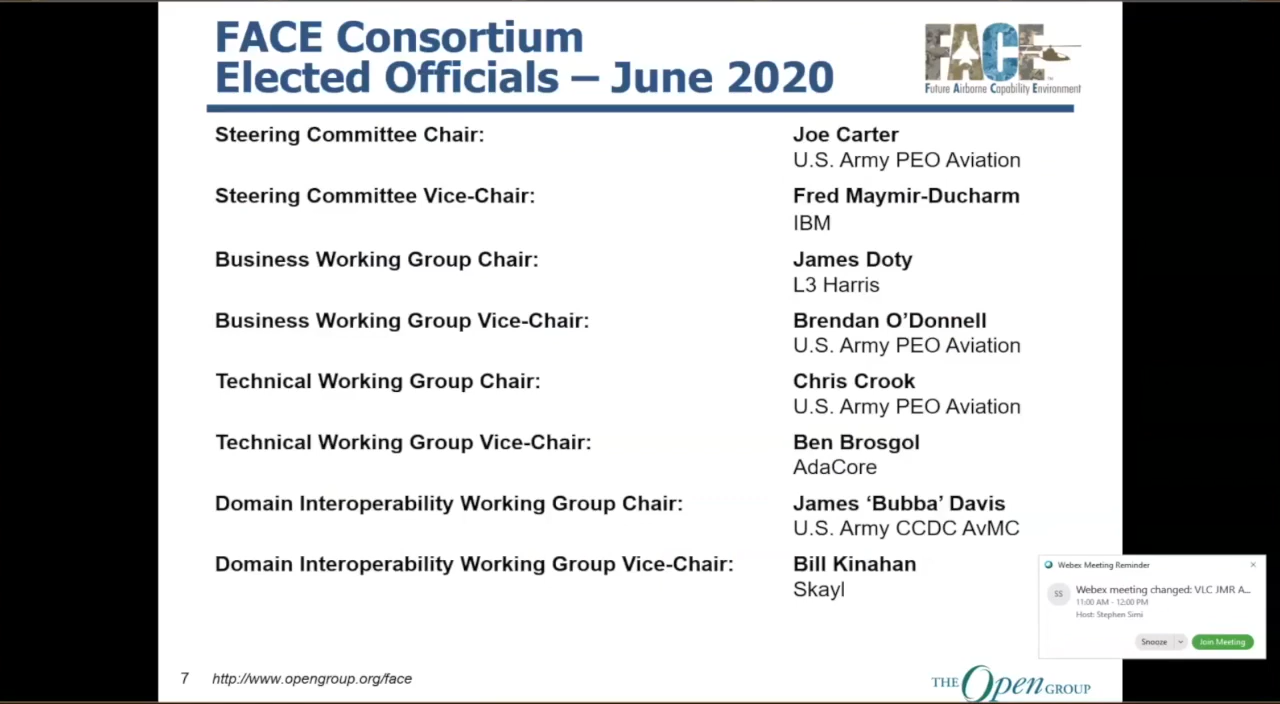 FACE Consortium
Elected Officials – June 2020
FACE
TM
Future Airborne Capability Environment
Steering Committee Chair:
Joe Carter
U.S. Army PEO Aviation
Steering Committee Vice-Chair:
Fred Maymir-Ducharm
IBM
Business Working Group Chair:
James Doty
L3 Harris
Business Working Group Vice-Chair:
Brendan O’Donnell
U.S. Army PEO Aviation
Technical Working Group Chair:
Chris Crook
U.S. Army PEO Aviation
Technical Working Group Vice-Chair:
Ben Brosgol
AdaCore
Domain Interoperability Working Group Chair:
James ‘Bubba’ Davis
U.S. Army CCDC AvMC
Domain Interoperability Working Group Vice-Chair:
Bill Kinahan
Skayl
Webex Meeting Reminder
SS
Webex meeting changed: VLC JMR A...
11:00 AM - 12:00 PM
Host: Stephen Simi
Snooze
Join Meeting
7 http://www.opengroup.org/face
THE Open GROUP